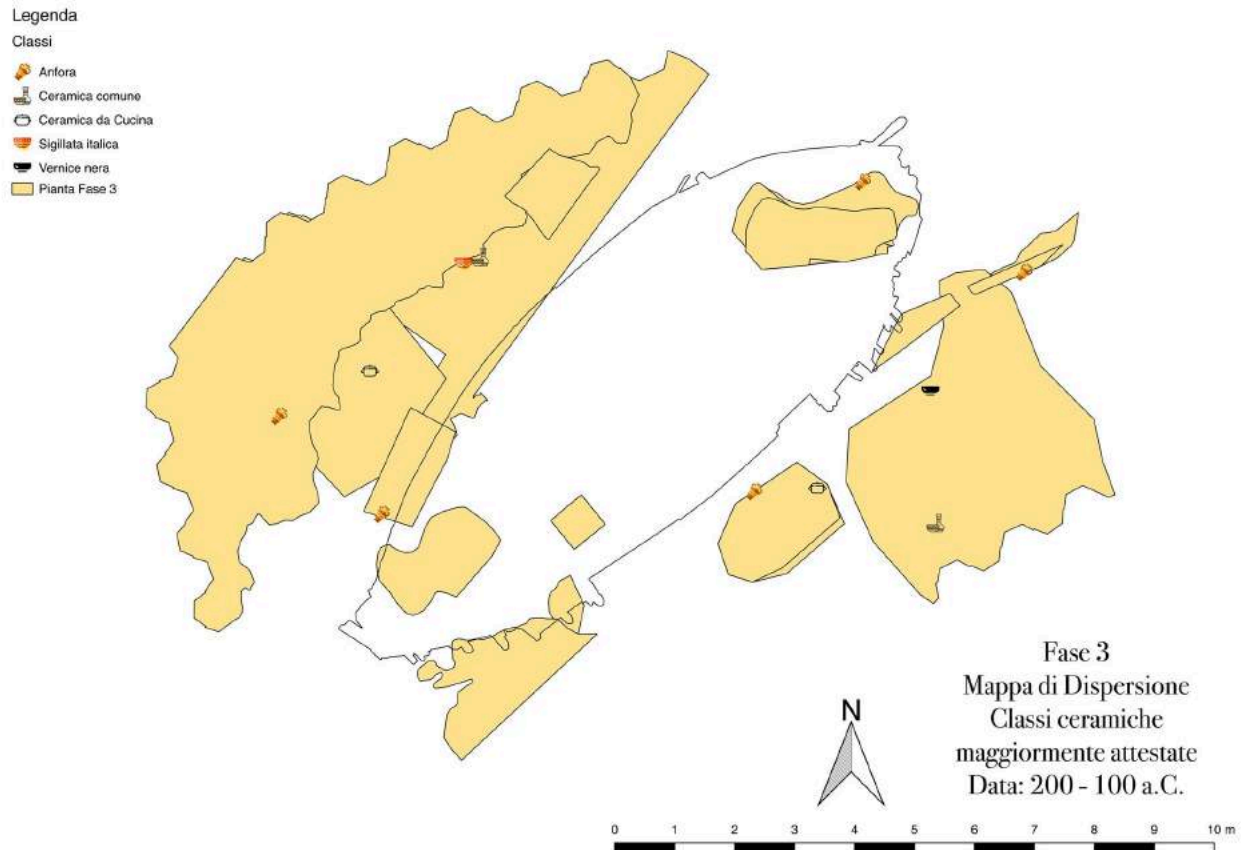 Legenda
Classi
Anfora
Ceramica comune
Ceramica da Cucina
Sigillata italica
Vernice nera
Pianta Fase 3
N
Fase 3
Mappa di Dispersione
Classi ceramiche
maggiormente attestate
Data: 200 - 100 a.C.
0 1 2 3 4 5 6 7 8 9 10 m